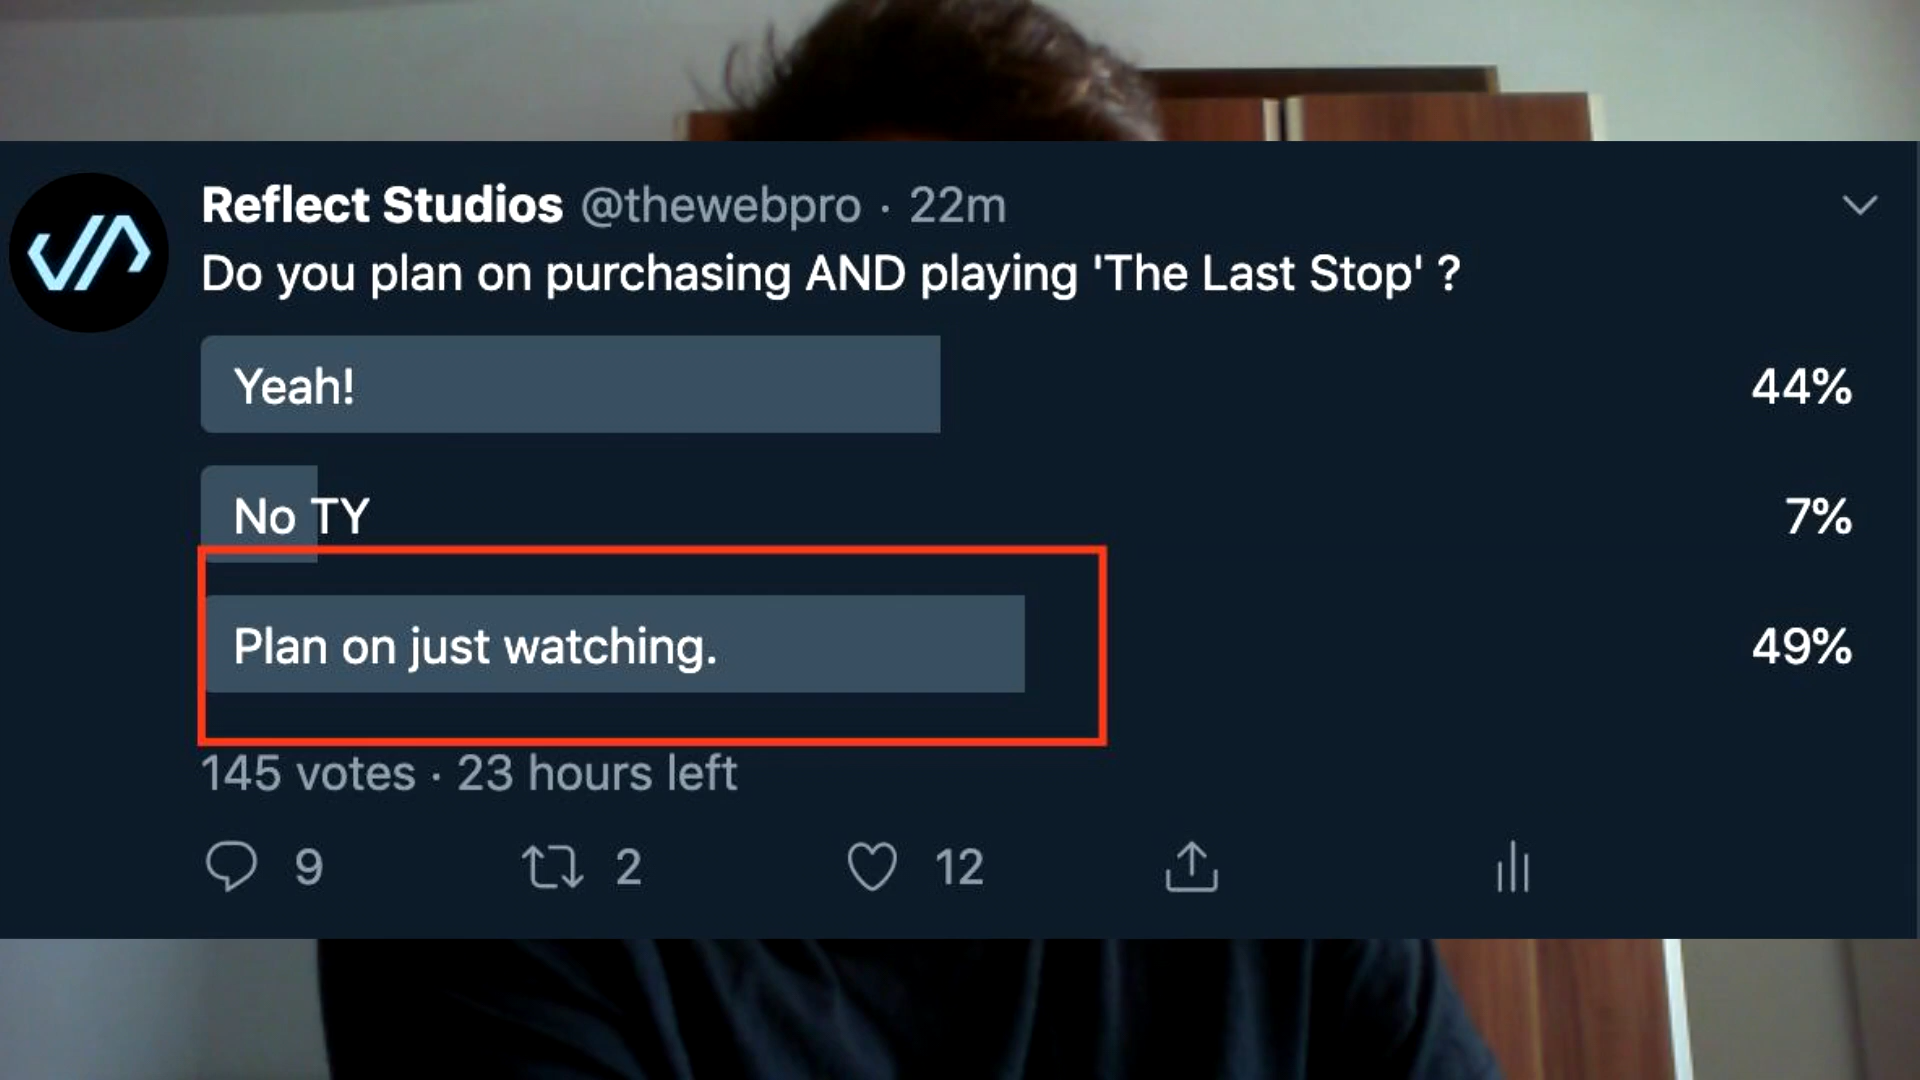 Reflect Studios @thewebpro · 22m
Do you plan on purchasing AND playing 'The Last Stop' ?
Yeah! 44%
No TY 7%
Plan on just watching. 49%
145 votes · 23 hours left
9 2 12